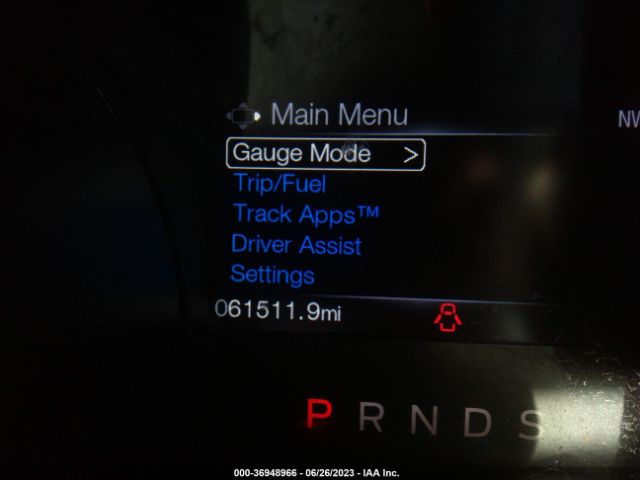 Main Menu
NW
Gauge Mode >
Trip/Fuel
Track Apps™
Driver Assist
Settings
061511.9mi
P R N D S
000-36948966 - 06/26/2023 - IAA Inc.